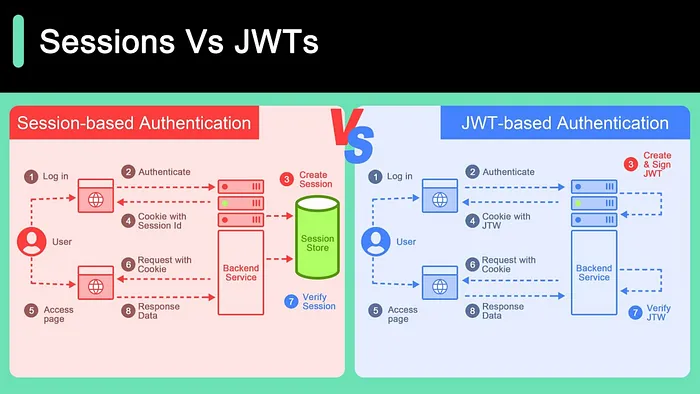 Sessions Vs JWTs
Session-based Authentication
VS
JWT-based Authentication
1 Log in
2 Authenticate
3 Create
Session
4 Cookie with
Session Id
User
Session
Store
6 Request with
Cookie
Backend
Service
7 Verify
Session
5 Access
page
8 Response
Data
1 Log in
2 Authenticate
3 Create
& Sign
JWT
4 Cookie with
JTW
User
6 Request with
Cookie
Backend
Service
5 Access
page
8 Response
Data
7 Verify
JTW